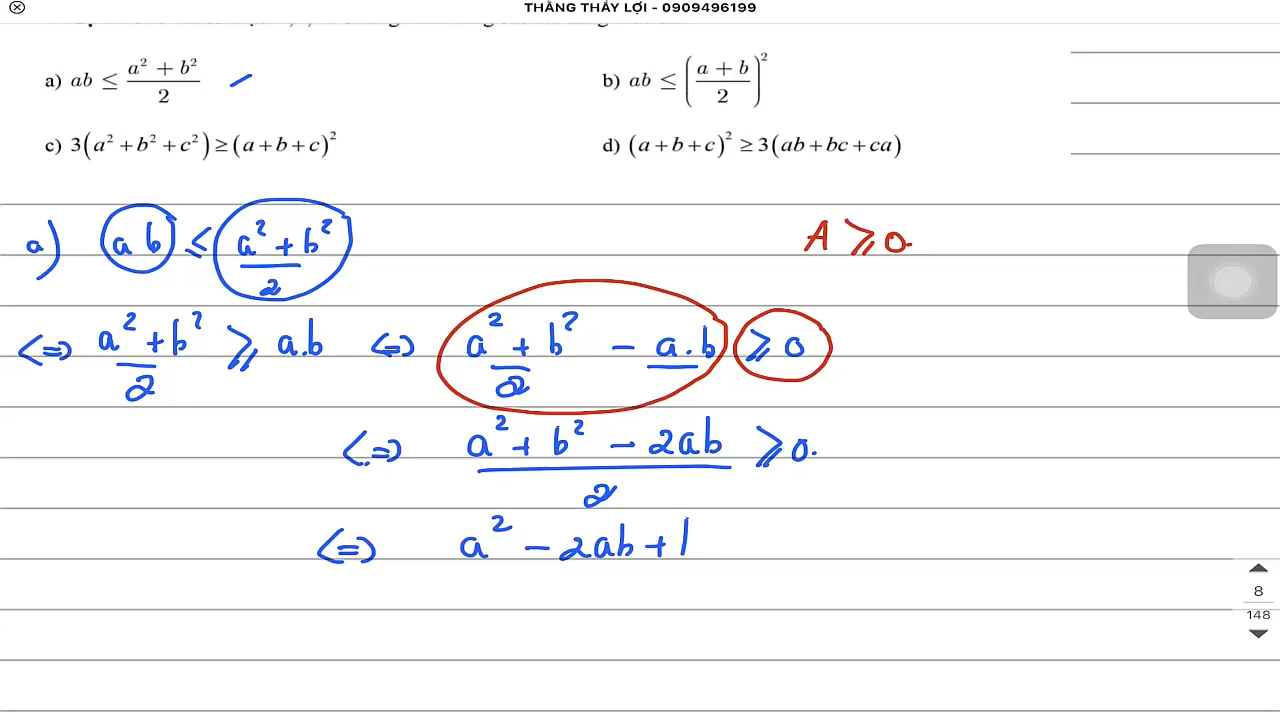 THẮNG THẦY LỢI - 0909496199
a) ab ≤ (a² + b²)/2
b) ab ≤ ((a + b)/2)²
c) 3(a² + b² + c²) ≥ (a + b + c)²
d) (a + b + c)² ≥ 3(ab + bc + ca)
a) ab ≤ (a² + b²)/2
A ⩾ 0.
<=> (a² + b²)/2 ⩾ a.b <=> (a² + b²)/2 - a.b ⩾ 0
<=> (a² + b² - 2ab)/2 ⩾ 0.
<=> a² - 2ab + l
8
148